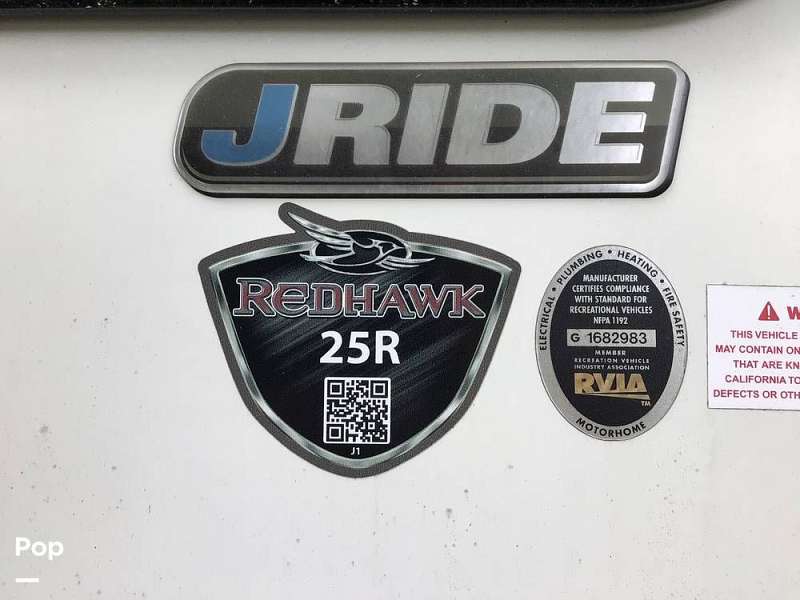 JRIDE
REDHAWK
25R
J1
ELECTRICAL • PLUMBING • HEATING • FIRE SAFETY
MANUFACTURER
CERTIFIES COMPLIANCE
WITH STANDARD FOR
RECREATIONAL VEHICLES
NFPA 1192
G 1682983
MEMBER
RECREATION VEHICLE
INDUSTRY ASSOCIATION
RVIA
TM
MOTORHOME
W
THIS VEHICLE
MAY CONTAIN ON
THAT ARE KN
CALIFORNIA TO
DEFECTS OR OTH
Pop